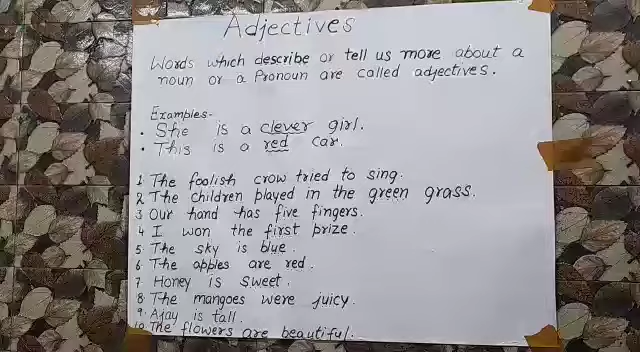 Adjectives
Words which describe or tell us more about a
noun or a Pronoun are called adjectives.
Examples-
• She is a clever girl.
• This is a red car.
1 The foolish crow tried to sing.
2 The children played in the green grass.
3 Our hand has five fingers.
4 I won the first prize.
5 The sky is blue.
6 The apples are red.
7 Honey is sweet.
8 The mangoes were juicy.
9. Ajay is tall.
10 The flowers are beautiful.